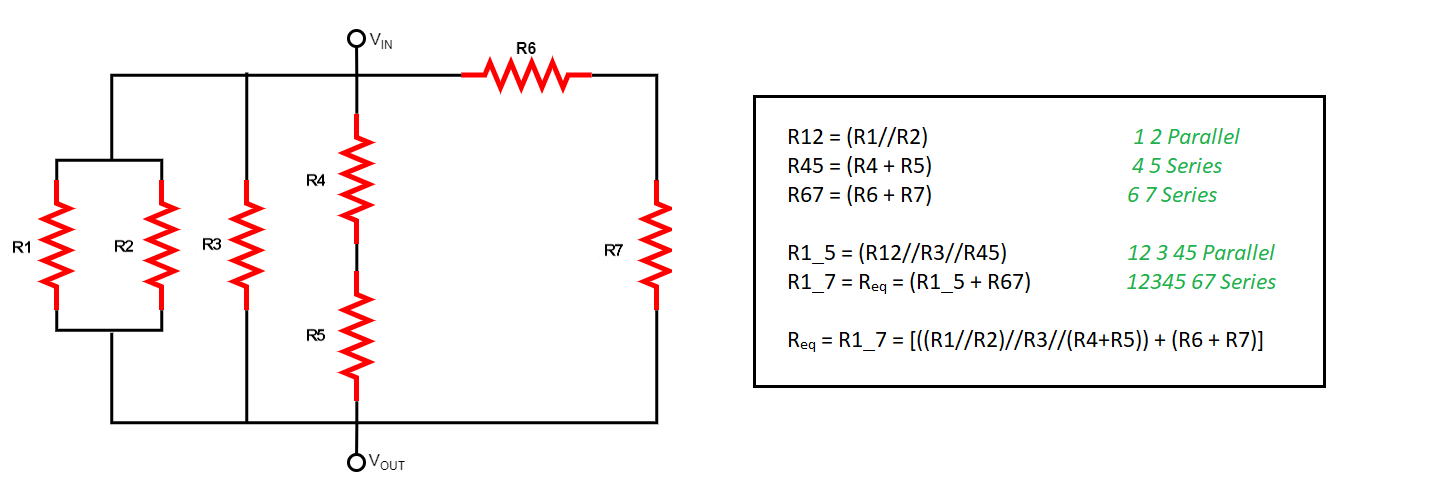 V_IN
R6
R4
R1
R2
R3
R7
R5
V_OUT
R12 = (R1//R2) 1 2 Parallel
R45 = (R4 + R5) 4 5 Series
R67 = (R6 + R7) 6 7 Series
R1_5 = (R12//R3//R45) 12 3 45 Parallel
R1_7 = Req = (R1_5 + R67) 12345 67 Series
Req = R1_7 = [((R1//R2)//R3//(R4+R5)) + (R6 + R7)]